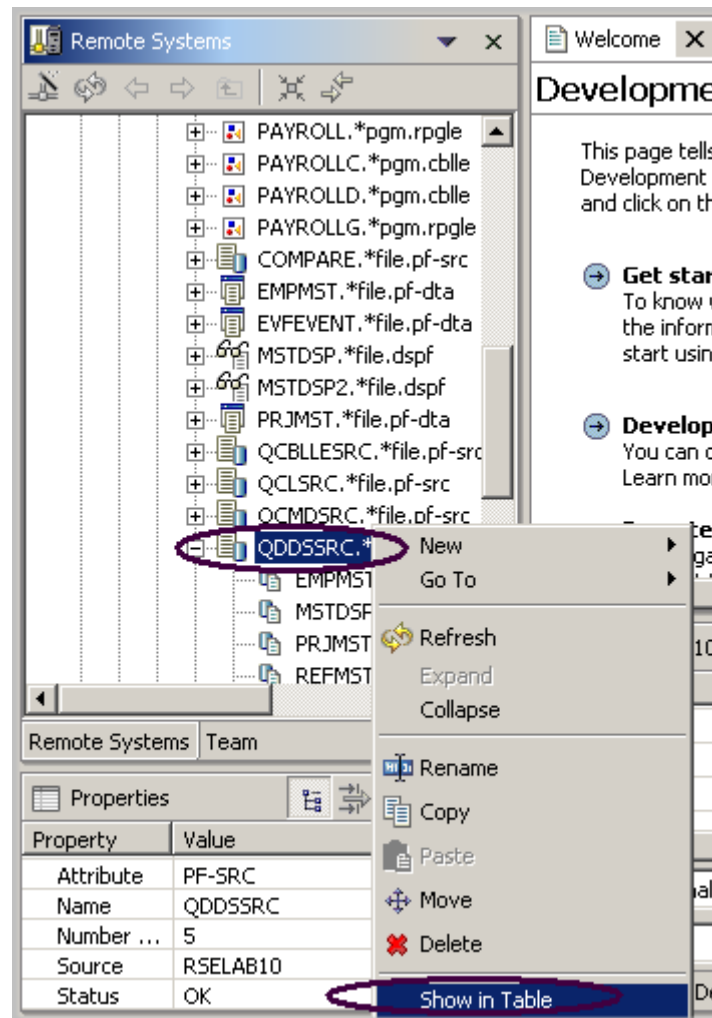 Remote Systems
Welcome
Developme
PAYROLL.*pgm.rpgle
PAYROLLC.*pgm.cblle
PAYROLLD.*pgm.cblle
PAYROLLG.*pgm.rpgle
COMPARE.*file.pf-src
EMPMST.*file.pf-dta
EVFEVENT.*file.pf-dta
MSTDSP.*file.dspf
MSTDSP2.*file.dspf
PRJMST.*file.pf-dta
QCBLLESRC.*file.pf-src
QCLSRC.*file.pf-src
QCMDSRC.*file.pf-src
QDDSSRC.*
EMPMST
MSTDSP
PRJMST
REFMST
This page tells
Development
and click on th
Get star
To know
the inform
start usin
Develop
You can
Learn mor
New
Go To
Refresh
Expand
Collapse
Rename
Copy
Paste
Move
Delete
Show in Table
Remote Systems Team
Properties
Property Value
Attribute PF-SRC
Name QDDSSRC
Number ... 5
Source RSELAB10
Status OK